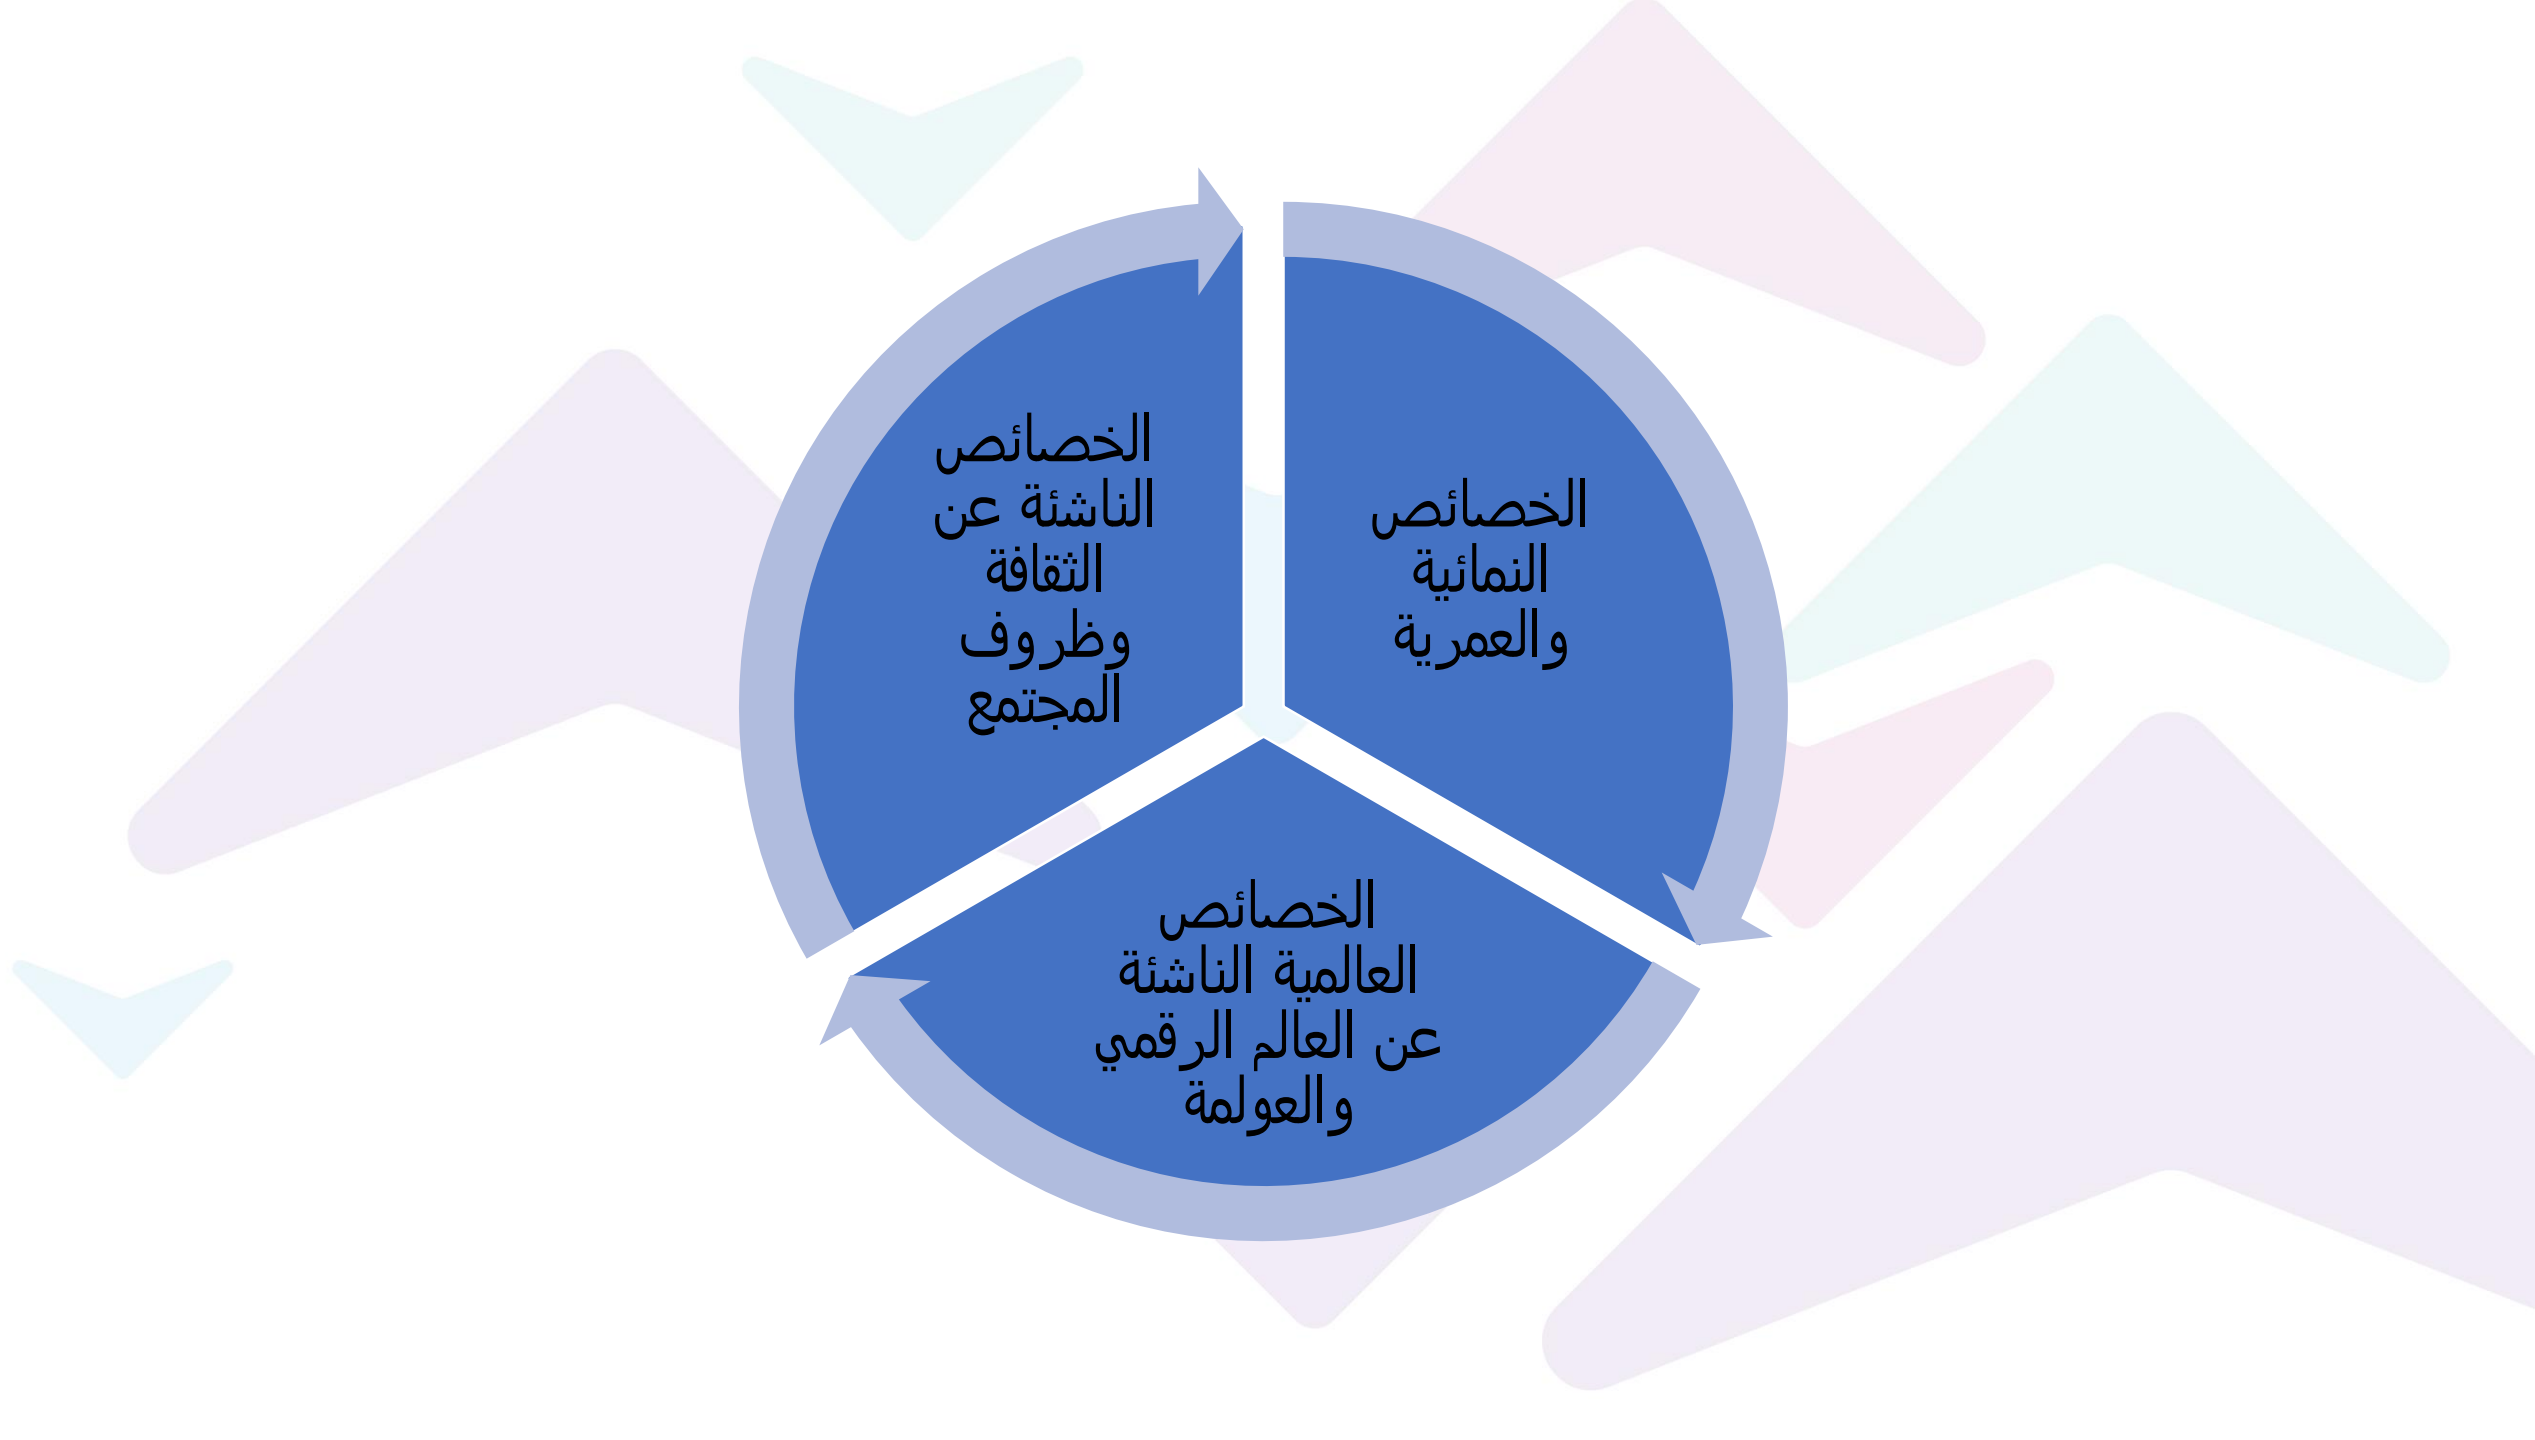 الخصائص
النمائية
والعمرية
الخصائص
العالمية الناشئة
عن العالم الرقمي
والعولمة
الخصائص
الناشئة عن
الثقافة
وظروف
المجتمع